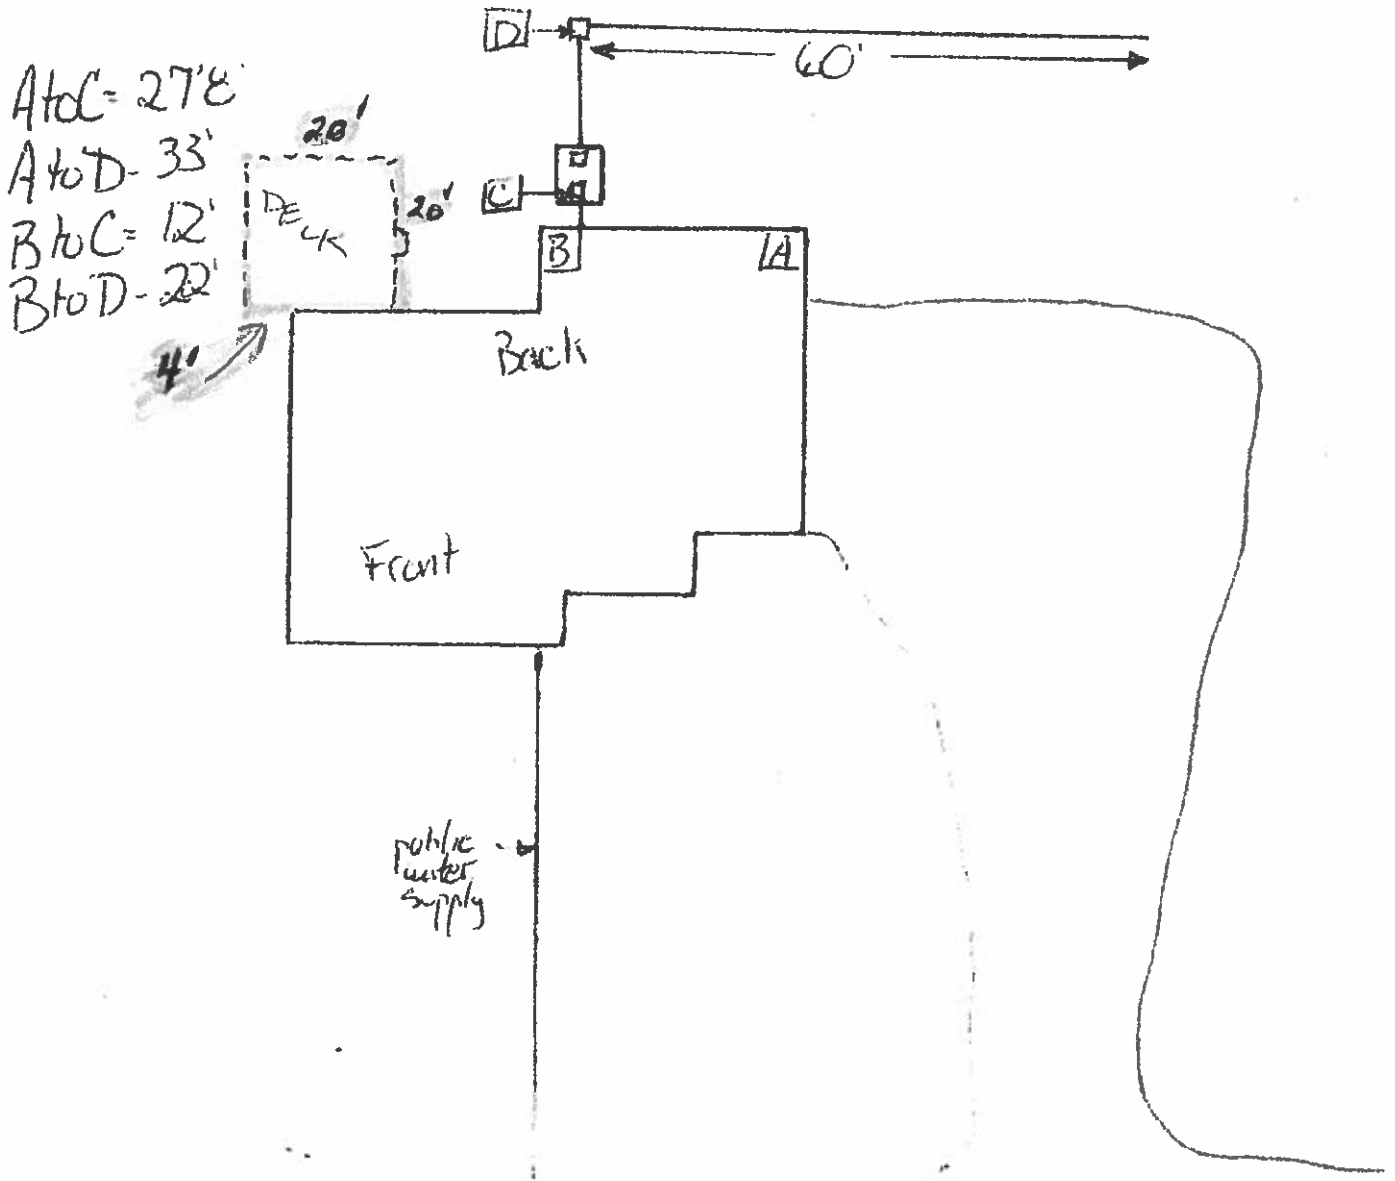 D
60'
A to C = 27'8"
A to D - 33'
B to C = 12'
B to D - 22'
20'
DECK
20'
C
B
A
4'
Back
Front
public
water
supply